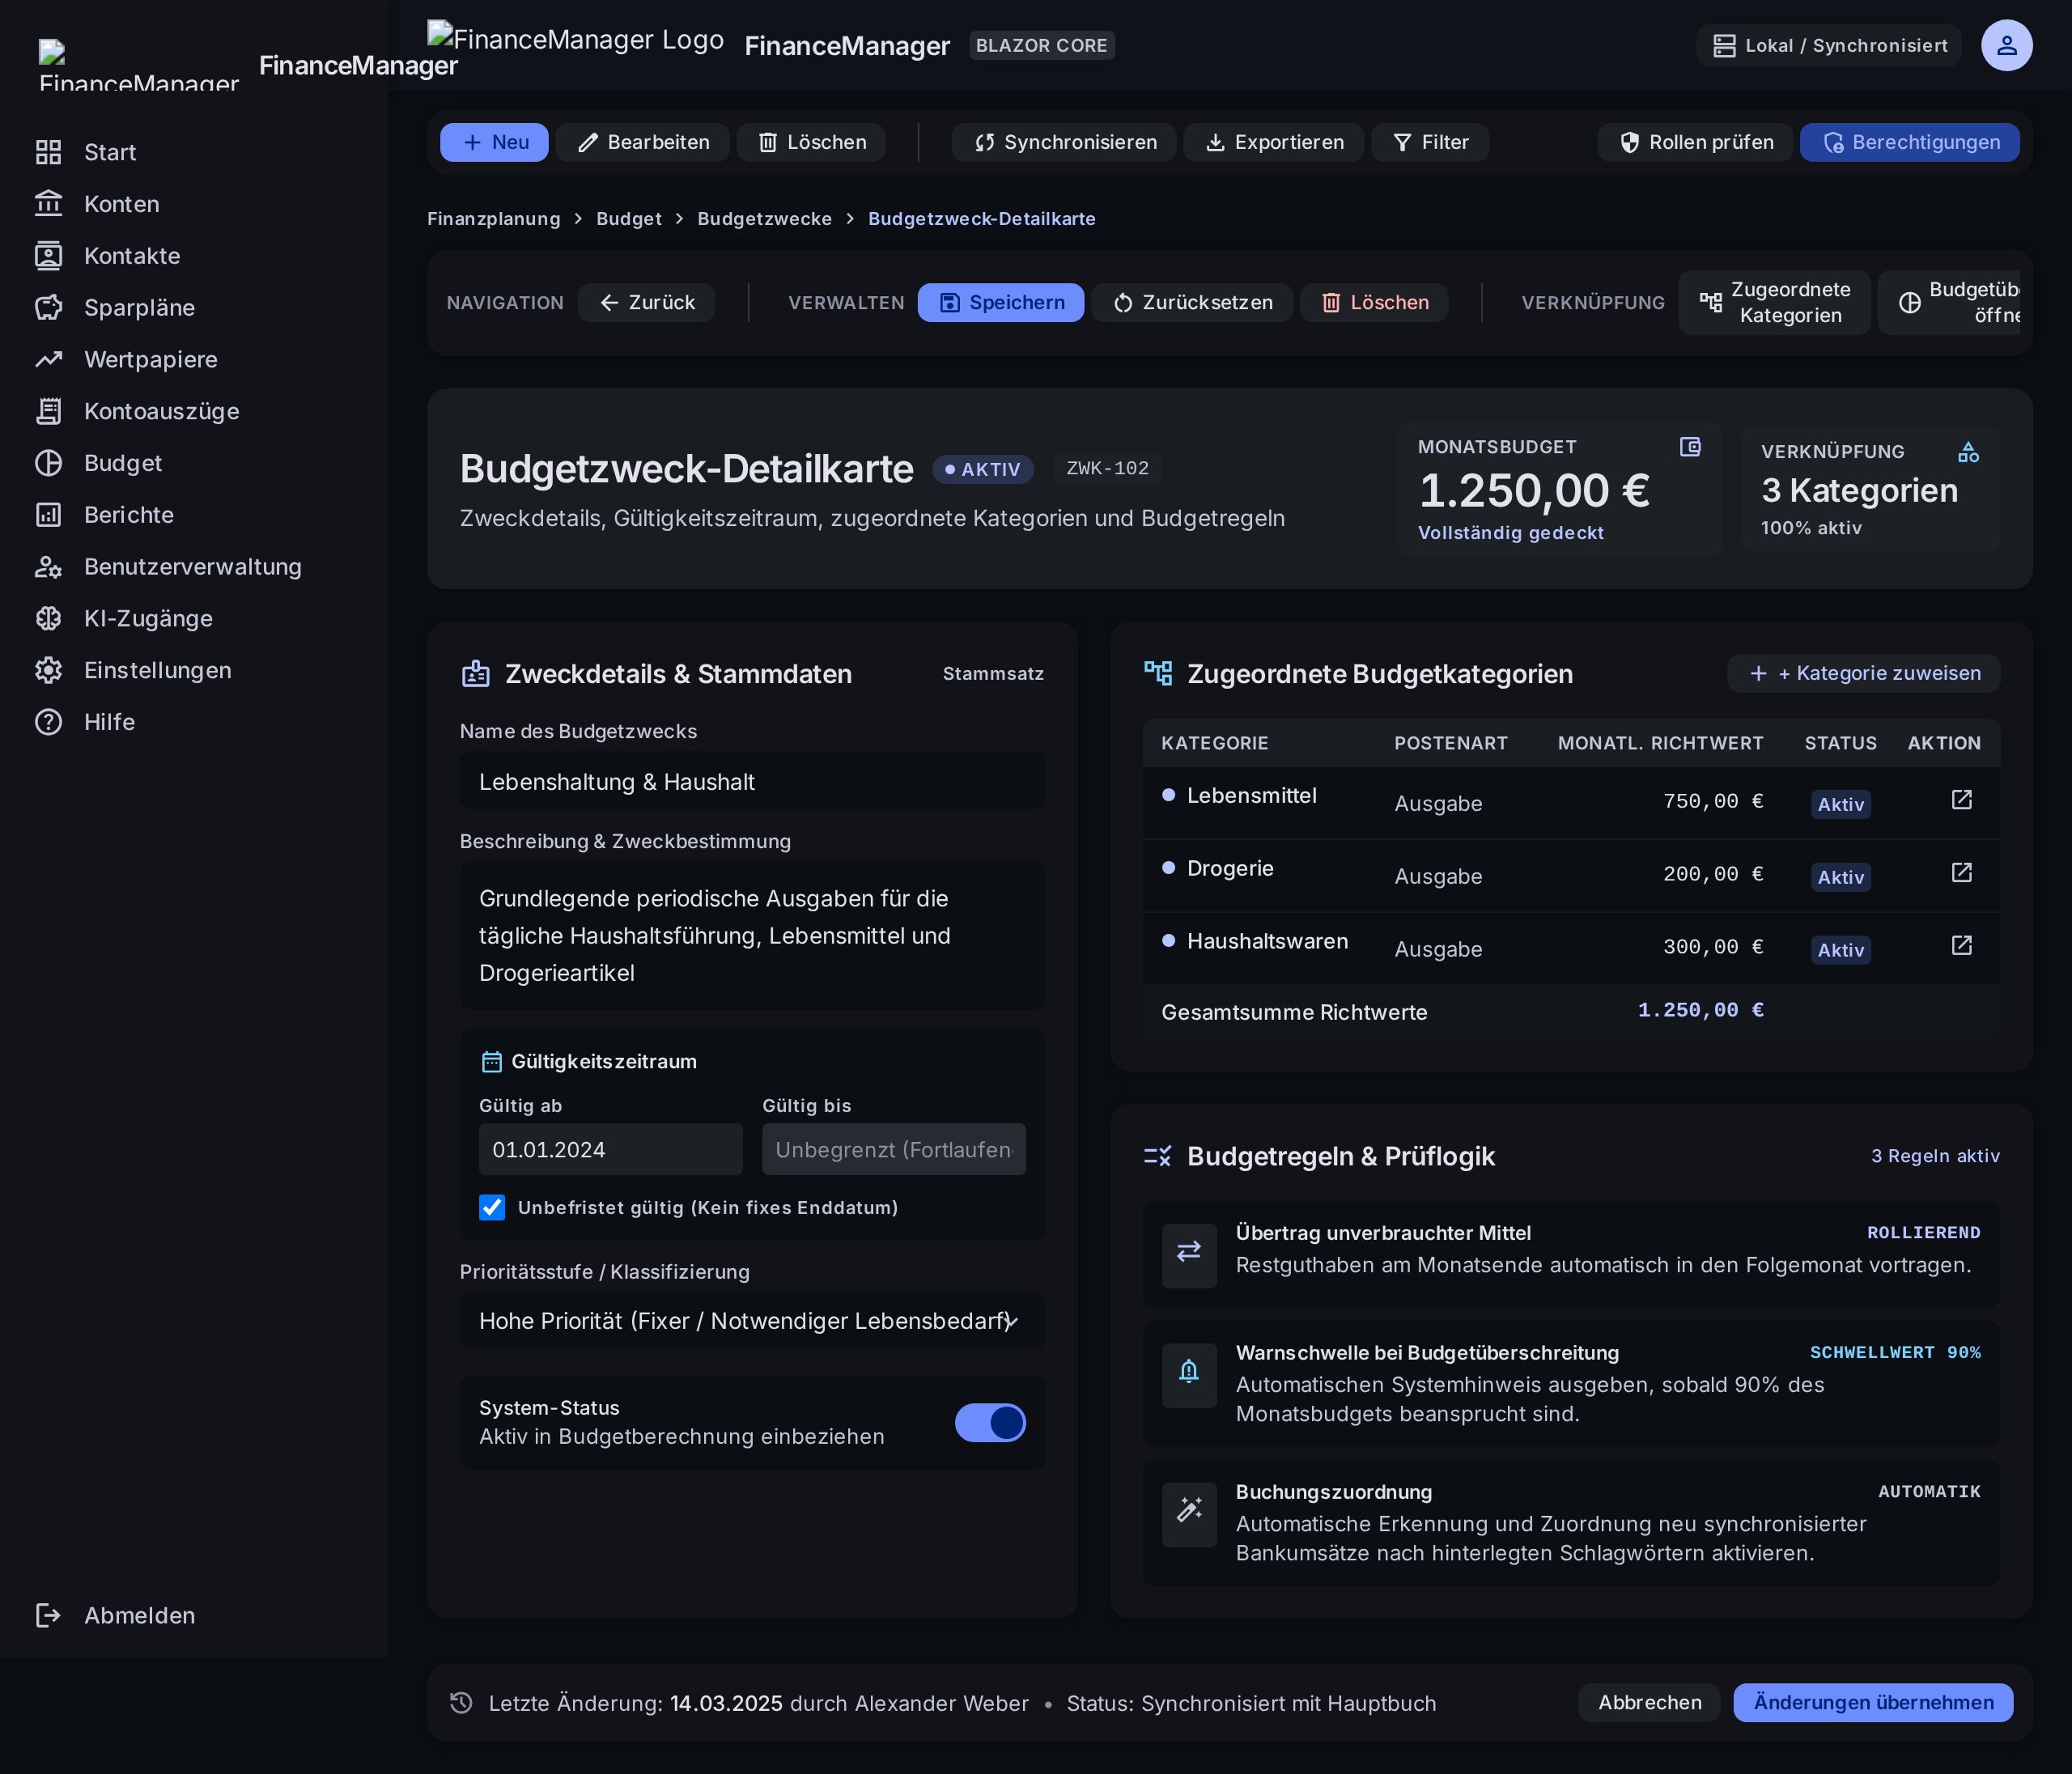 FinanceManager
FinanceManager
FinanceManager Logo
FinanceManager
BLAZOR CORE
Lokal / Synchronisiert
Start
Konten
Kontakte
Sparpläne
Wertpapiere
Kontoauszüge
Budget
Berichte
Benutzerverwaltung
KI-Zugänge
Einstellungen
Hilfe
Abmelden
Neu
Bearbeiten
Löschen
Synchronisieren
Exportieren
Filter
Rollen prüfen
Berechtigungen
Finanzplanung > Budget > Budgetzwecke > Budgetzweck-Detailkarte
NAVIGATION
Zurück
VERWALTEN
Speichern
Zurücksetzen
Löschen
VERKNÜPFUNG
Zugeordnete
Kategorien
Budgetüb
öffn
Budgetzweck-Detailkarte
AKTIV
ZWK-102
Zweckdetails, Gültigkeitszeitraum, zugeordnete Kategorien und Budgetregeln
MONATSBUDGET
1.250,00 €
Vollständig gedeckt
VERKNÜPFUNG
3 Kategorien
100% aktiv
Zweckdetails & Stammdaten
Stammsatz
Name des Budgetzwecks
Lebenshaltung & Haushalt
Beschreibung & Zweckbestimmung
Grundlegende periodische Ausgaben für die
tägliche Haushaltsführung, Lebensmittel und
Drogerieartikel
Gültigkeitszeitraum
Gültig ab
Gültig bis
01.01.2024
Unbegrenzt (Fortlaufen
Unbefristet gültig (Kein fixes Enddatum)
Prioritätsstufe / Klassifizierung
Hohe Priorität (Fixer / Notwendiger Lebensbedarf)
System-Status
Aktiv in Budgetberechnung einbeziehen
Zugeordnete Budgetkategorien
+ Kategorie zuweisen
KATEGORIE POSTENART MONATL. RICHTWERT STATUS AKTION
Lebensmittel Ausgabe 750,00 € Aktiv
Drogerie Ausgabe 200,00 € Aktiv
Haushaltswaren Ausgabe 300,00 € Aktiv
Gesamtsumme Richtwerte 1.250,00 €
Budgetregeln & Prüflogik
3 Regeln aktiv
Übertrag unverbrauchter Mittel
ROLLIEREND
Restguthaben am Monatsende automatisch in den Folgemonat vortragen.
Warnschwelle bei Budgetüberschreitung
SCHWELLWERT 90%
Automatischen Systemhinweis ausgeben, sobald 90% des
Monatsbudgets beansprucht sind.
Buchungszuordnung
AUTOMATIK
Automatische Erkennung und Zuordnung neu synchronisierter
Bankumsätze nach hinterlegten Schlagwörtern aktivieren.
Letzte Änderung: 14.03.2025 durch Alexander Weber • Status: Synchronisiert mit Hauptbuch
Abbrechen
Änderungen übernehmen